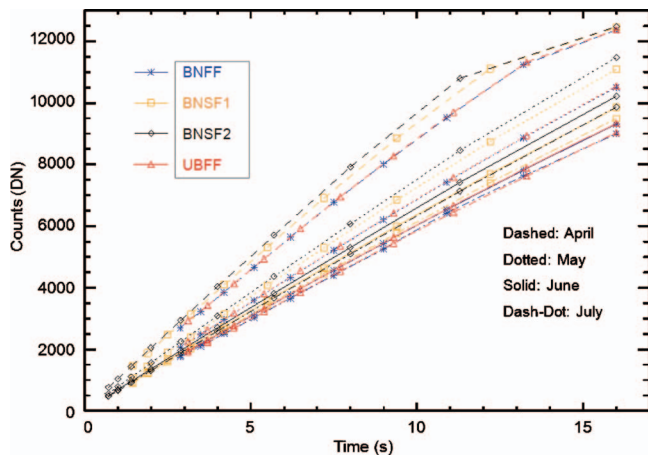 12000
10000
8000
6000
4000
2000
0
Counts (DN)
BNFF
BNSF1
BNSF2
UBFF
Dashed: April
Dotted: May
Solid: June
Dash-Dot: July
0 5 10 15
Time (s)